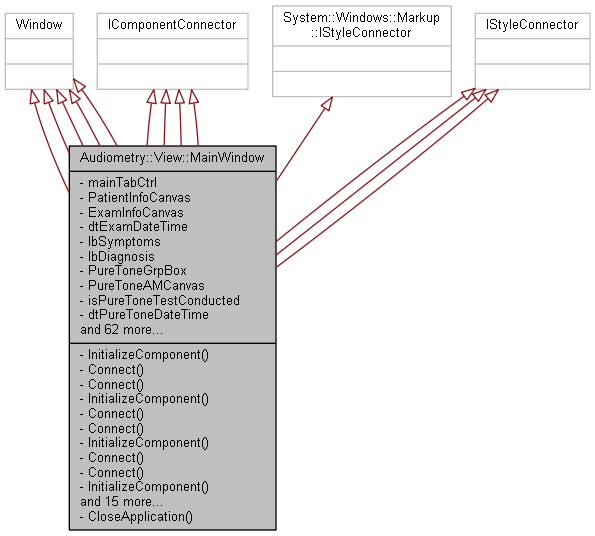 Window
IComponentConnector
System::Windows::Markup
::IStyleConnector
IStyleConnector
Audiometry::View::MainWindow
- mainTabCtrl
- PatientInfoCanvas
- ExamInfoCanvas
- dtExamDateTime
- lbSymptoms
- lbDiagnosis
- PureToneGrpBox
- PureToneAMCanvas
- isPureToneTestConducted
- dtPureToneDateTime
and 62 more...
- InitializeComponent()
- Connect()
- Connect()
- InitializeComponent()
- Connect()
- Connect()
- InitializeComponent()
- Connect()
- Connect()
- InitializeComponent()
and 15 more...
- CloseApplication()